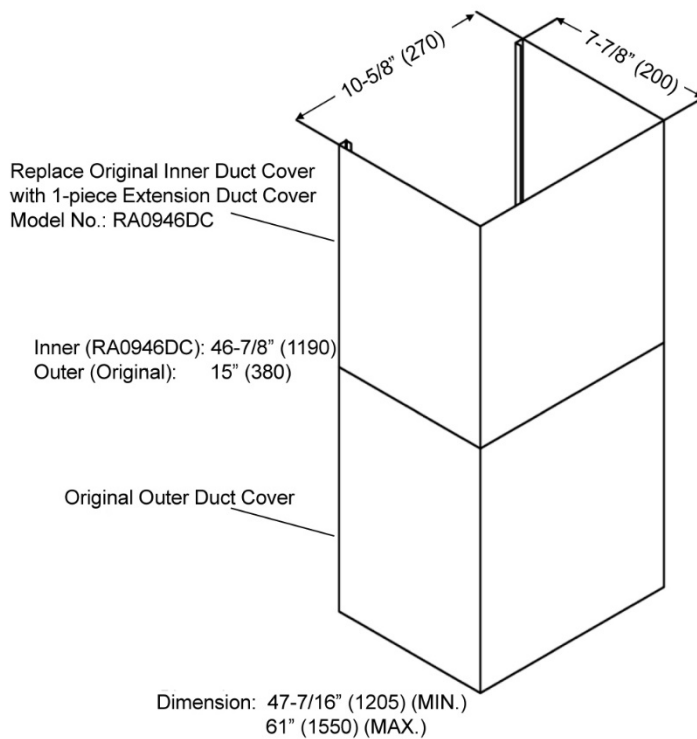 10-5/8” (270)
7-7/8” (200)
Replace Original Inner Duct Cover
with 1-piece Extension Duct Cover
Model No.: RA0946DC
Inner (RA0946DC): 46-7/8” (1190)
Outer (Original): 15” (380)
Original Outer Duct Cover
Dimension: 47-7/16” (1205) (MIN.)
61” (1550) (MAX.)